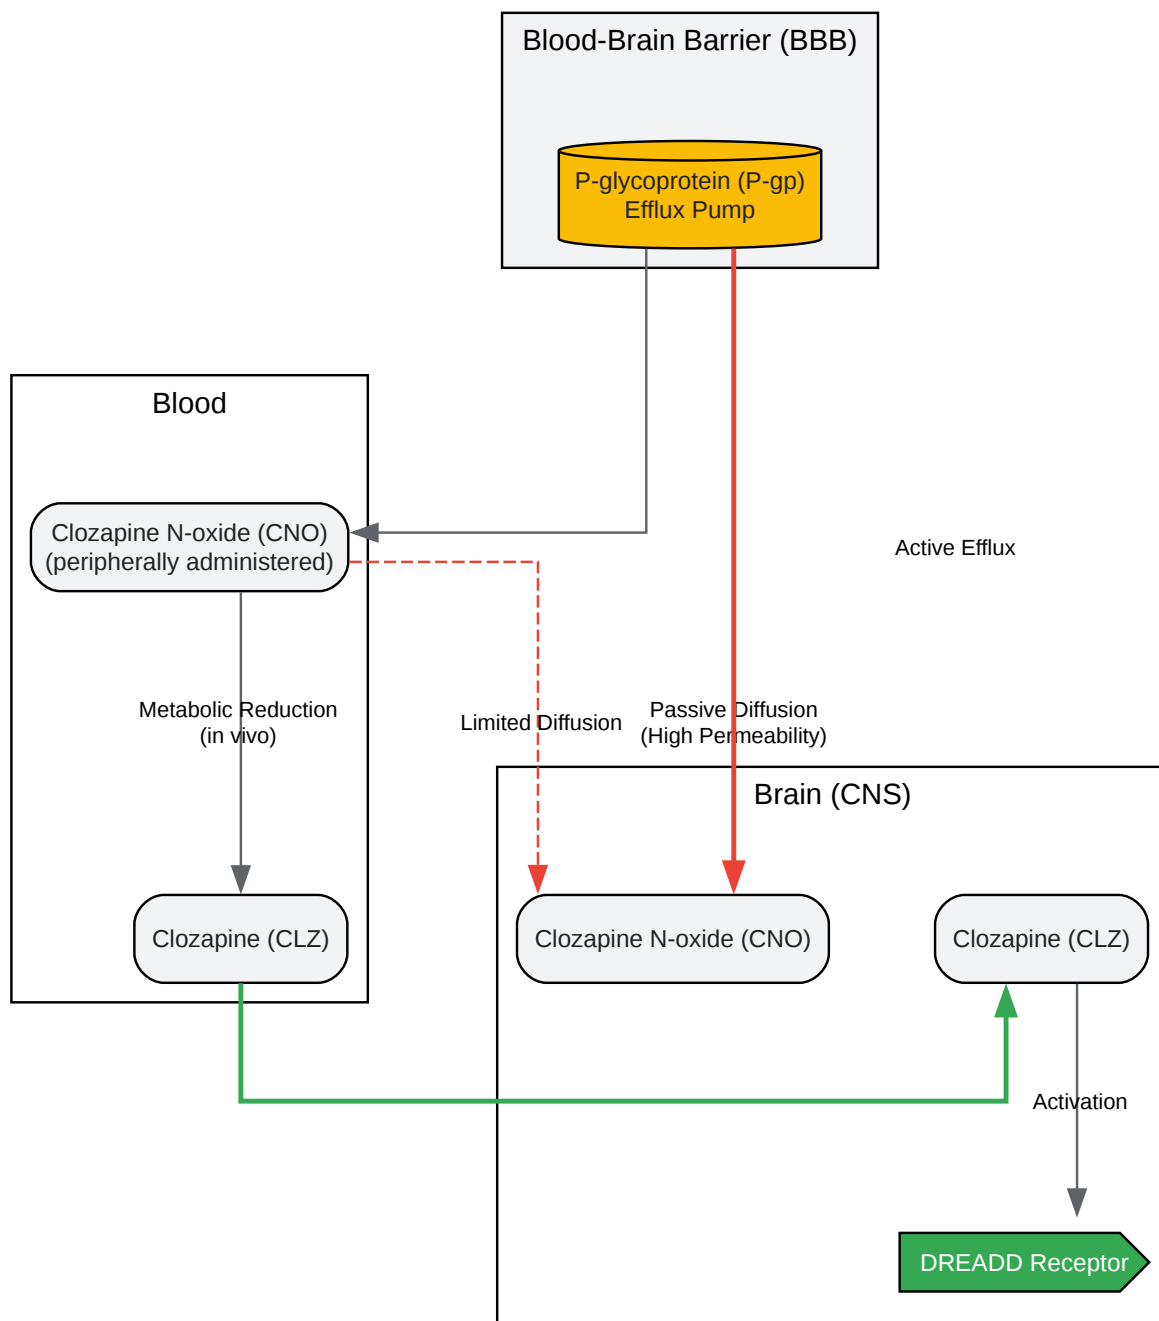 Blood-Brain Barrier (BBB)
P-glycoprotein (P-gp)
Efflux Pump
Blood
Clozapine N-oxide (CNO)
(peripherally administered)
Active Efflux
Metabolic Reduction
(in vivo)
Limited Diffusion
Passive Diffusion
(High Permeability)
Brain (CNS)
Clozapine (CLZ)
Clozapine N-oxide (CNO)
Clozapine (CLZ)
Activation
DREADD Receptor